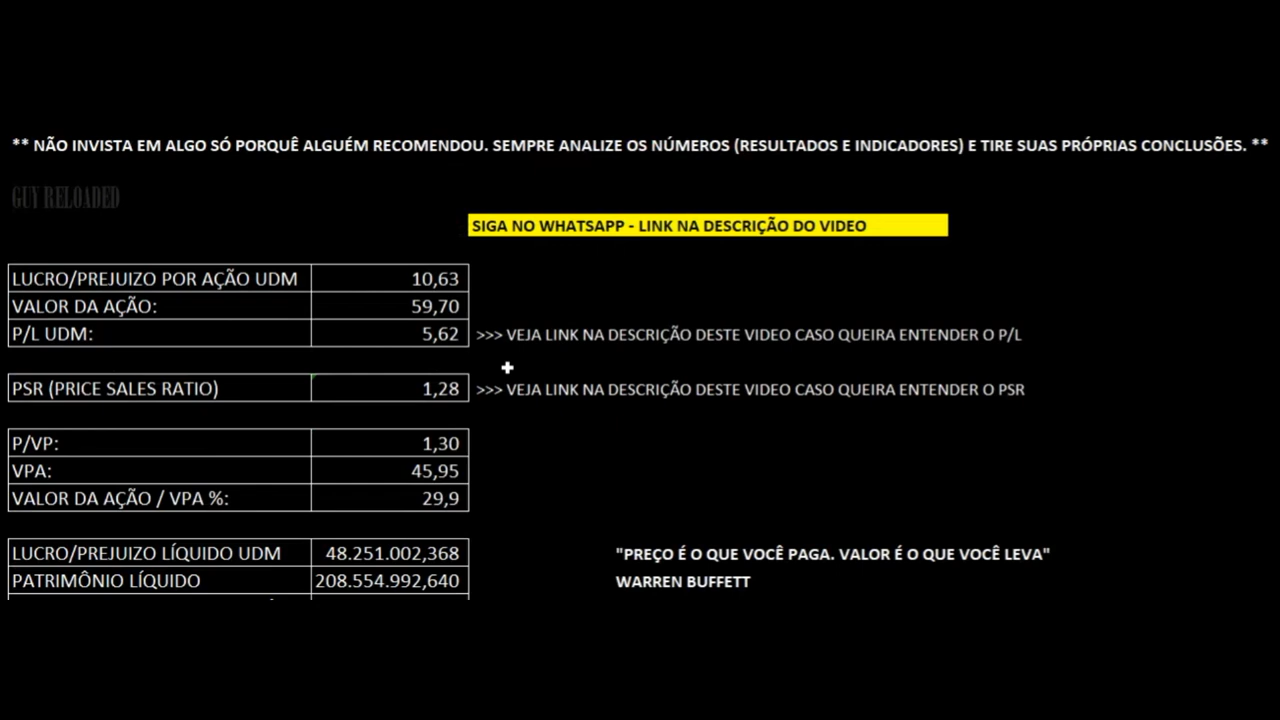 ** NÃO INVISTA EM ALGO SÓ PORQUÊ ALGUÉM RECOMENDOU. SEMPRE ANALIZE OS NÚMEROS (RESULTADOS E INDICADORES) E TIRE SUAS PRÓPRIAS CONCLUSÕES. **
GUY RELOADED
SIGA NO WHATSAPP - LINK NA DESCRIÇÃO DO VIDEO
LUCRO/PREJUIZO POR AÇÃO UDM 10,63
VALOR DA AÇÃO: 59,70
P/L UDM: 5,62 >>> VEJA LINK NA DESCRIÇÃO DESTE VIDEO CASO QUEIRA ENTENDER O P/L
PSR (PRICE SALES RATIO) 1,28 >>> VEJA LINK NA DESCRIÇÃO DESTE VIDEO CASO QUEIRA ENTENDER O PSR
P/VP: 1,30
VPA: 45,95
VALOR DA AÇÃO / VPA %: 29,9
LUCRO/PREJUIZO LÍQUIDO UDM 48.251.002,368 "PREÇO É O QUE VOCÊ PAGA. VALOR É O QUE VOCÊ LEVA"
PATRIMÔNIO LÍQUIDO 208.554.992,640 WARREN BUFFETT